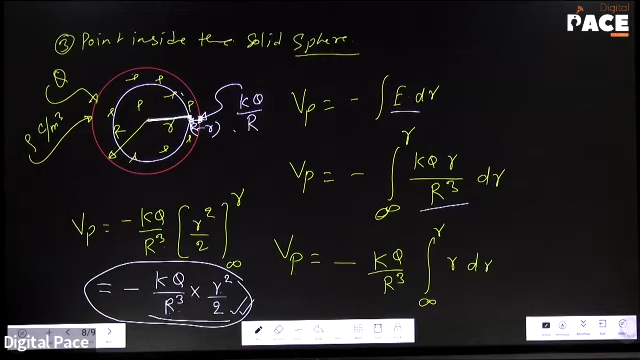 Digital
PACE
③ Point inside the solid Sphere.
Q
ρ C/m³
R
r
(R-r)
KQ/R
Vp = - ∫ E dr
Vp = - ∫_∞^r KQr/R³ dr
Vp = - KQ/R³ ∫_∞^r r dr
Vp = -KQ/R³ [r²/2]_∞^r
= - KQ/R³ × r²/2
8/9
Digital Pace